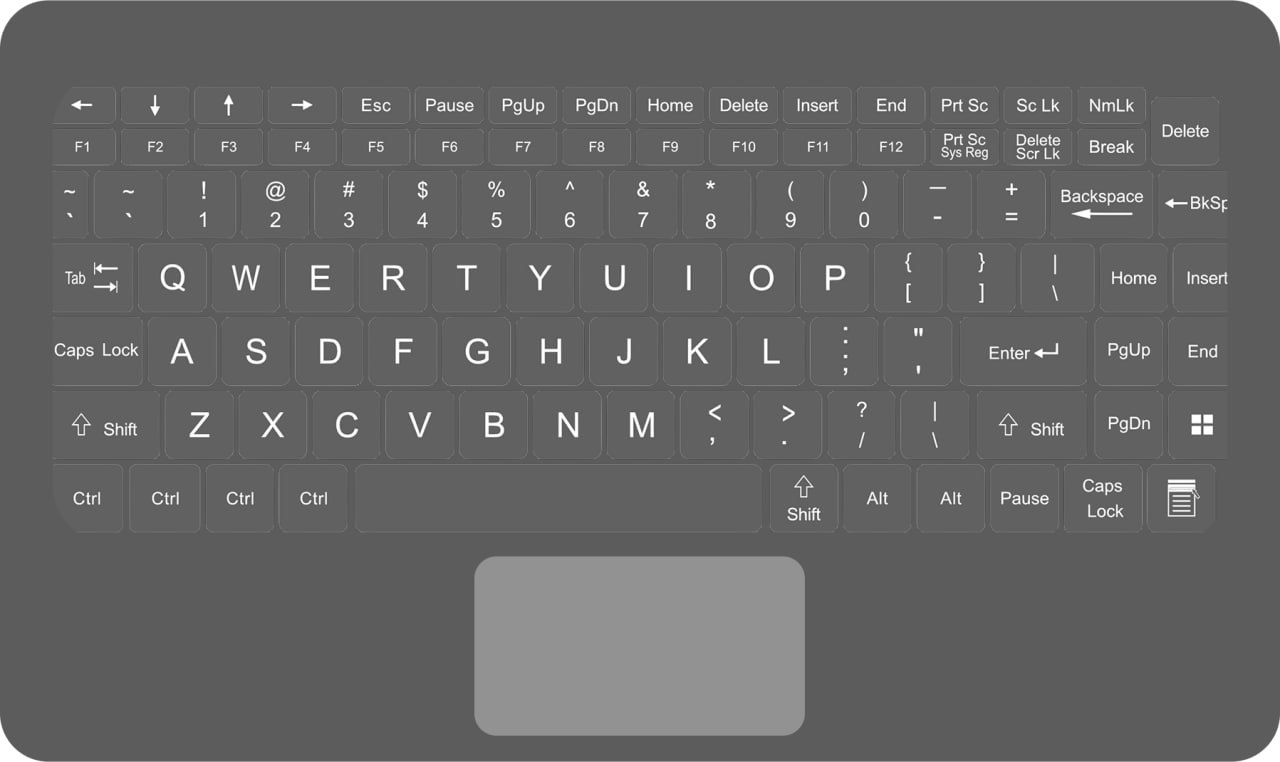 ← ↓ ↑ → Esc Pause PgUp PgDn Home Delete Insert End Prt Sc Sc Lk NmLk
Delete
F1 F2 F3 F4 F5 F6 F7 F8 F9 F10 F11 F12 Prt Sc Delete Break
Sys Reg Scr Lk
~ ~ ! @ # $ % ^ & * ( ) — + Backspace ←BkSp
` ` 1 2 3 4 5 6 7 8 9 0 - = ←
Tab Q W E R T Y U I O P { } | Home Insert
[ ] \
Caps Lock A S D F G H J K L : " Enter PgUp End
; '
Shift Z X C V B N M < > ? | Shift PgDn
, . / \
Ctrl Ctrl Ctrl Ctrl Shift Alt Alt Pause Caps
Lock